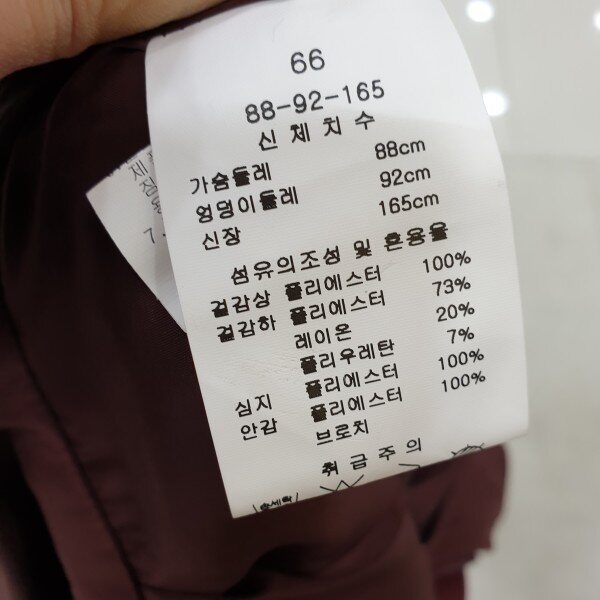 66
88-92-165
신체치수
가슴둘레 88cm
엉덩이둘레 92cm
신장 165cm
섬유의조성 및 혼용율
겉감상 폴리에스터 100%
겉감하 폴리에스터 73%
레이온 20%
폴리우레탄 7%
심지 폴리에스터 100%
안감 폴리에스터 100%
브로치
취급주의
손세탁